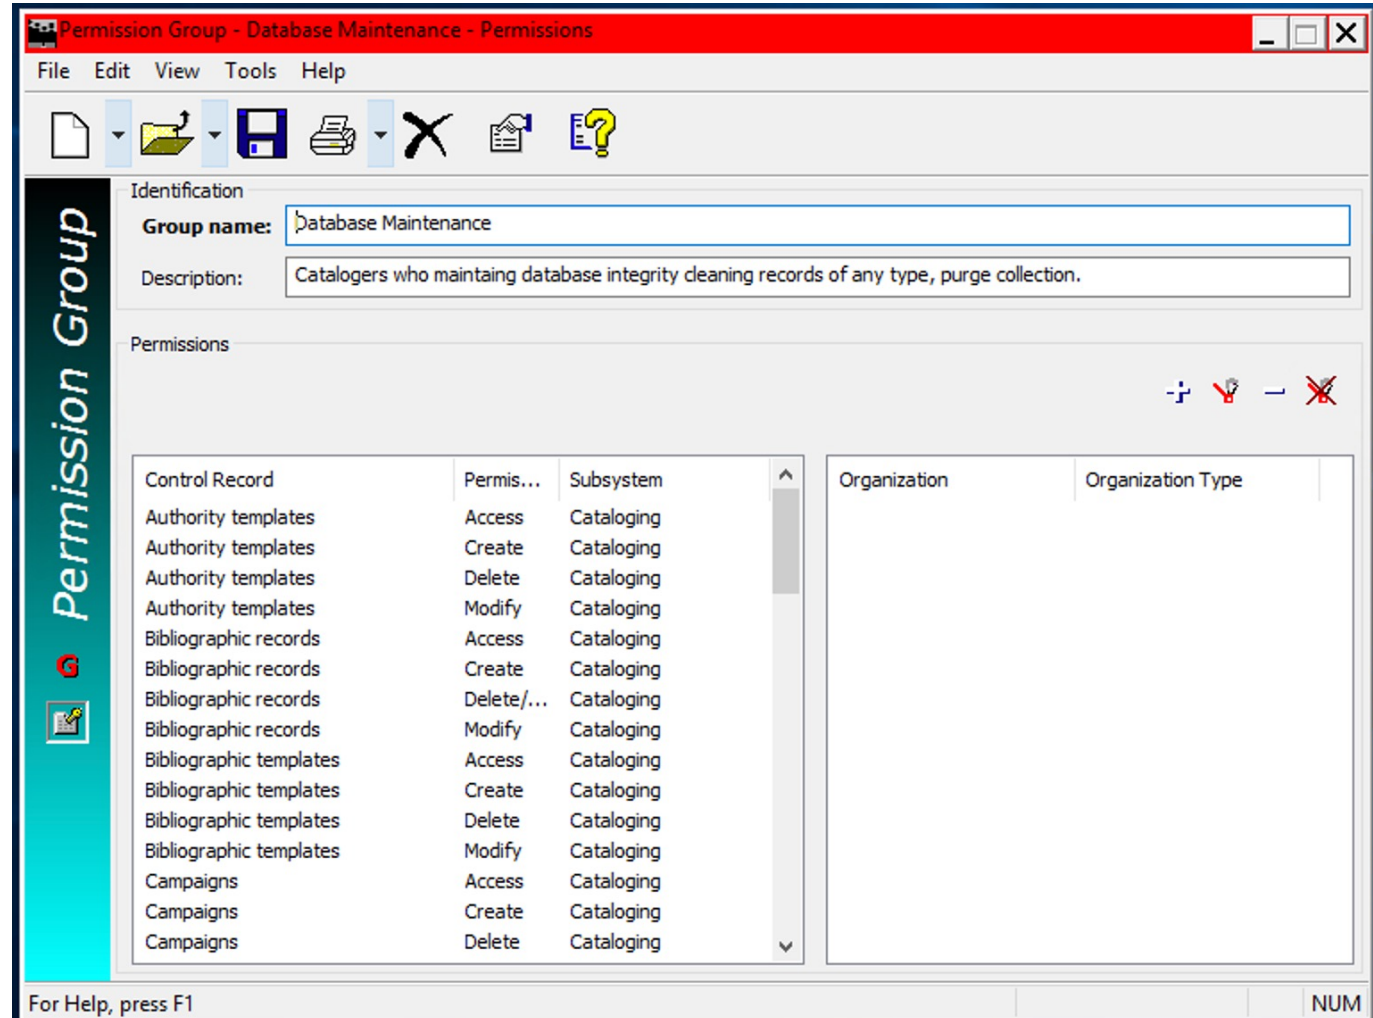 Permission Group - Database Maintenance - Permissions
File Edit View Tools Help
Identification
Group name: Database Maintenance
Description: Catalogers who maintaing database integrity cleaning records of any type, purge collection.
Permissions
Control Record Permis... Subsystem Organization Organization Type
Authority templates Access Cataloging
Authority templates Create Cataloging
Authority templates Delete Cataloging
Authority templates Modify Cataloging
Bibliographic records Access Cataloging
Bibliographic records Create Cataloging
Bibliographic records Delete/... Cataloging
Bibliographic records Modify Cataloging
Bibliographic templates Access Cataloging
Bibliographic templates Create Cataloging
Bibliographic templates Delete Cataloging
Bibliographic templates Modify Cataloging
Campaigns Access Cataloging
Campaigns Create Cataloging
Campaigns Delete Cataloging
Permission Group
G
For Help, press F1 NUM